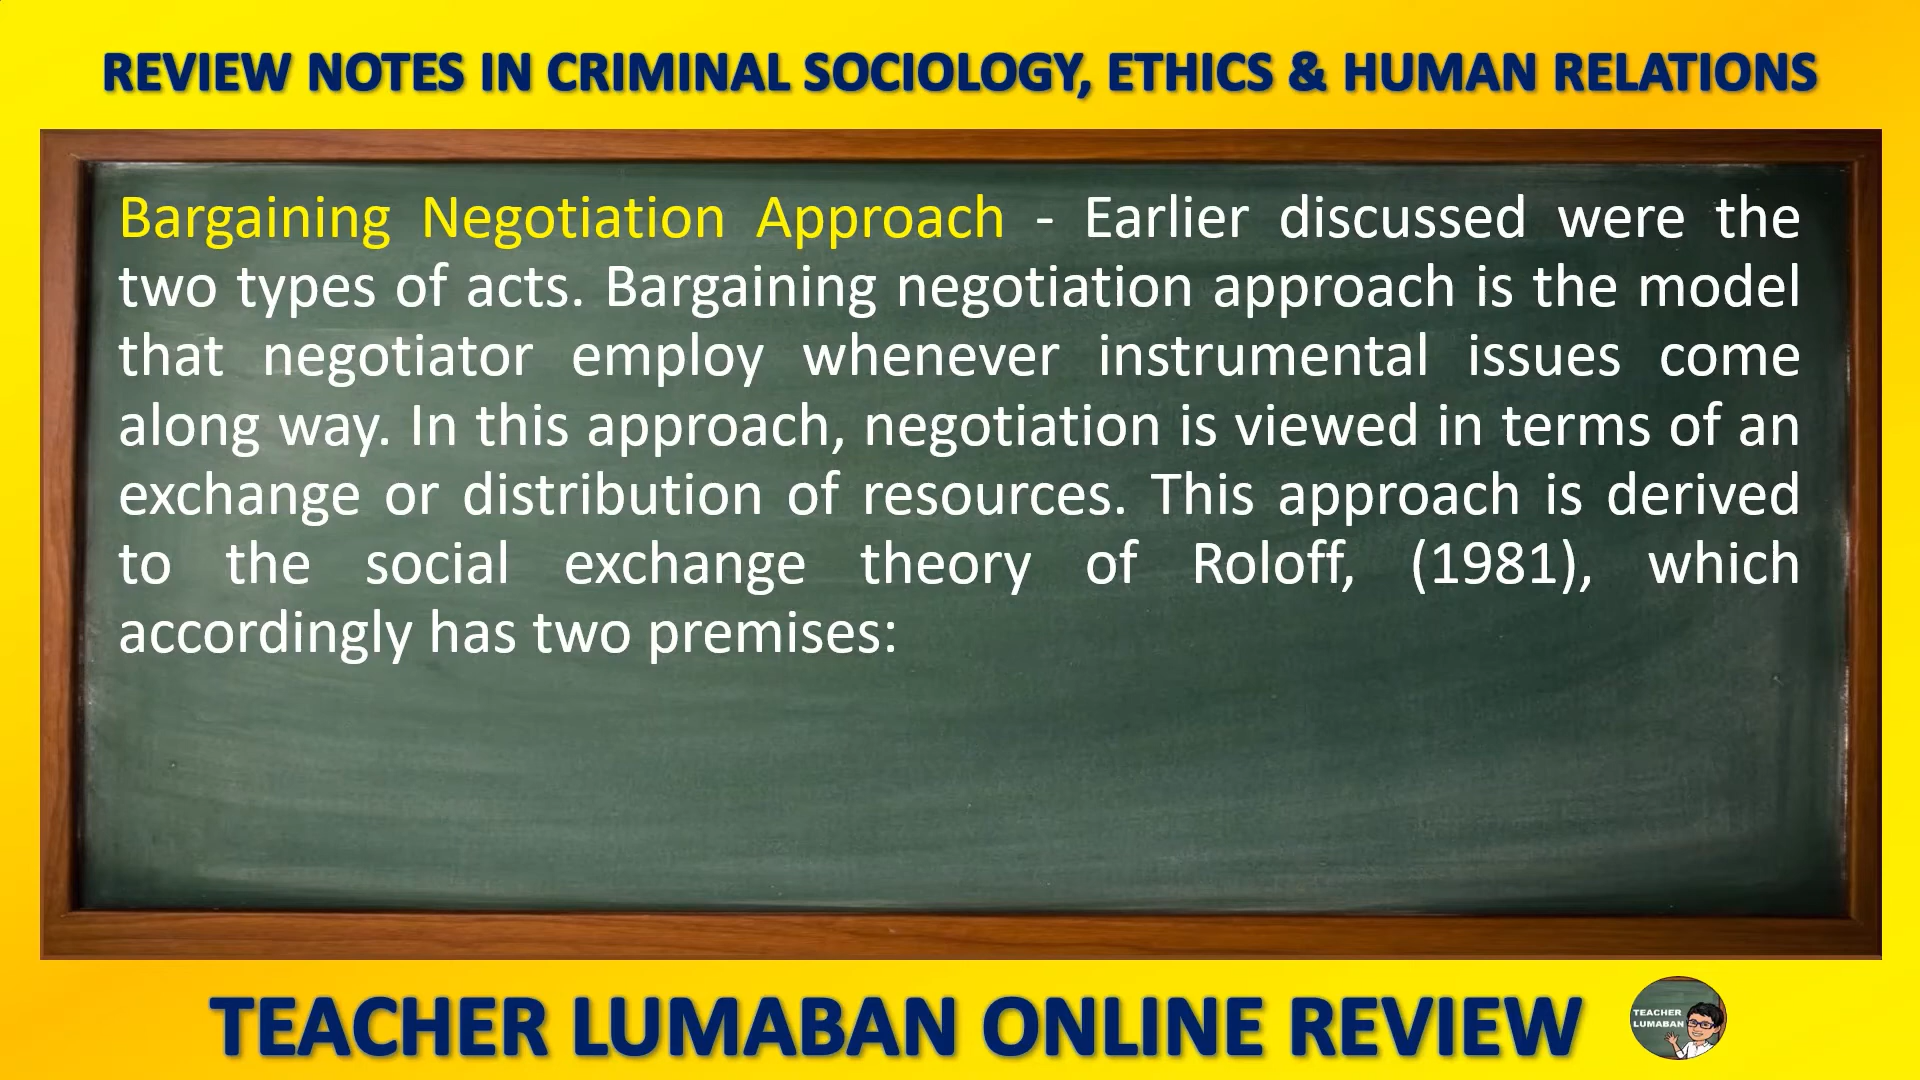 REVIEW NOTES IN CRIMINAL SOCIOLOGY, ETHICS & HUMAN RELATIONS
Bargaining Negotiation Approach - Earlier discussed were the
two types of acts. Bargaining negotiation approach is the model
that negotiator employ whenever instrumental issues come
along way. In this approach, negotiation is viewed in terms of an
exchange or distribution of resources. This approach is derived
to the social exchange theory of Roloff, (1981), which
accordingly has two premises:
TEACHER LUMABAN ONLINE REVIEW
TEACHER
LUMABAN